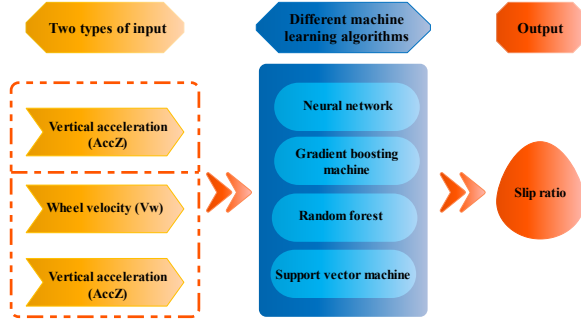 Two types of input
Different machine
learning algorithms
Output
Vertical acceleration
(AccZ)
Wheel velocity (Vw)
Vertical acceleration
(AccZ)
Neural network
Gradient boosting
machine
Random forest
Support vector machine
Slip ratio